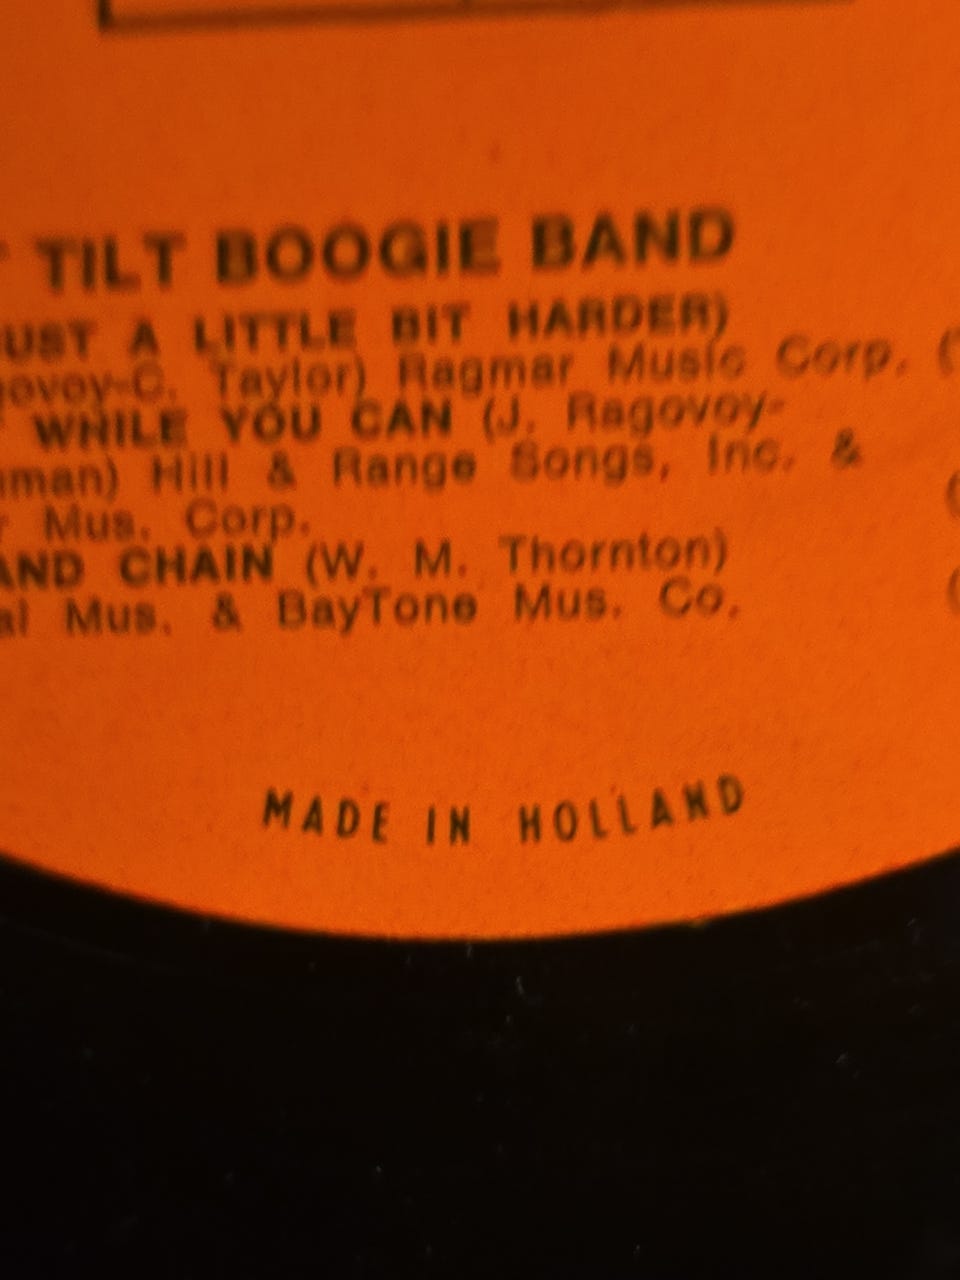 TILT BOOGIE BAND
UST A LITTLE BIT HARDER)
govoy-C. Taylor) Ragmar Music Corp. (
WHILE YOU CAN (J. Ragovoy-
man) Hill & Range Songs, Inc. &
Mus. Corp.
AND CHAIN (W. M. Thornton)
al Mus. & BayTone Mus. Co.
MADE IN HOLLAND